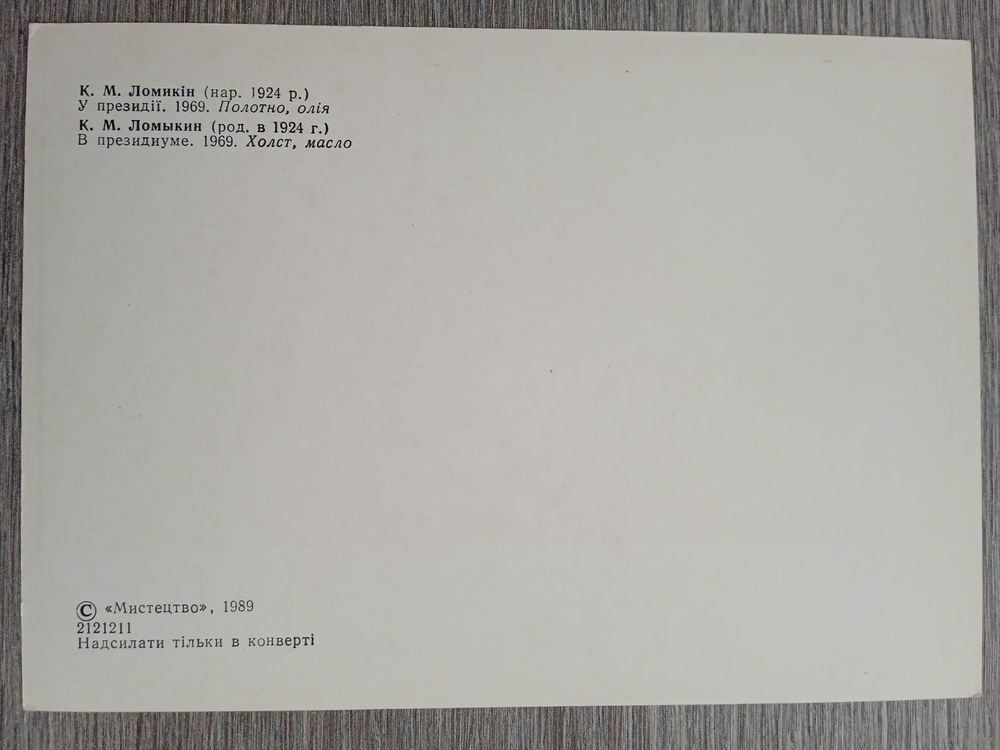 К. М. Ломикін (нар. 1924 р.)
У президії. 1969. Полотно, олія
К. М. Ломыкин (род. в 1924 г.)
В президиуме. 1969. Холст, масло
© «Мистецтво», 1989
2121211
Надсилати тільки в конверті